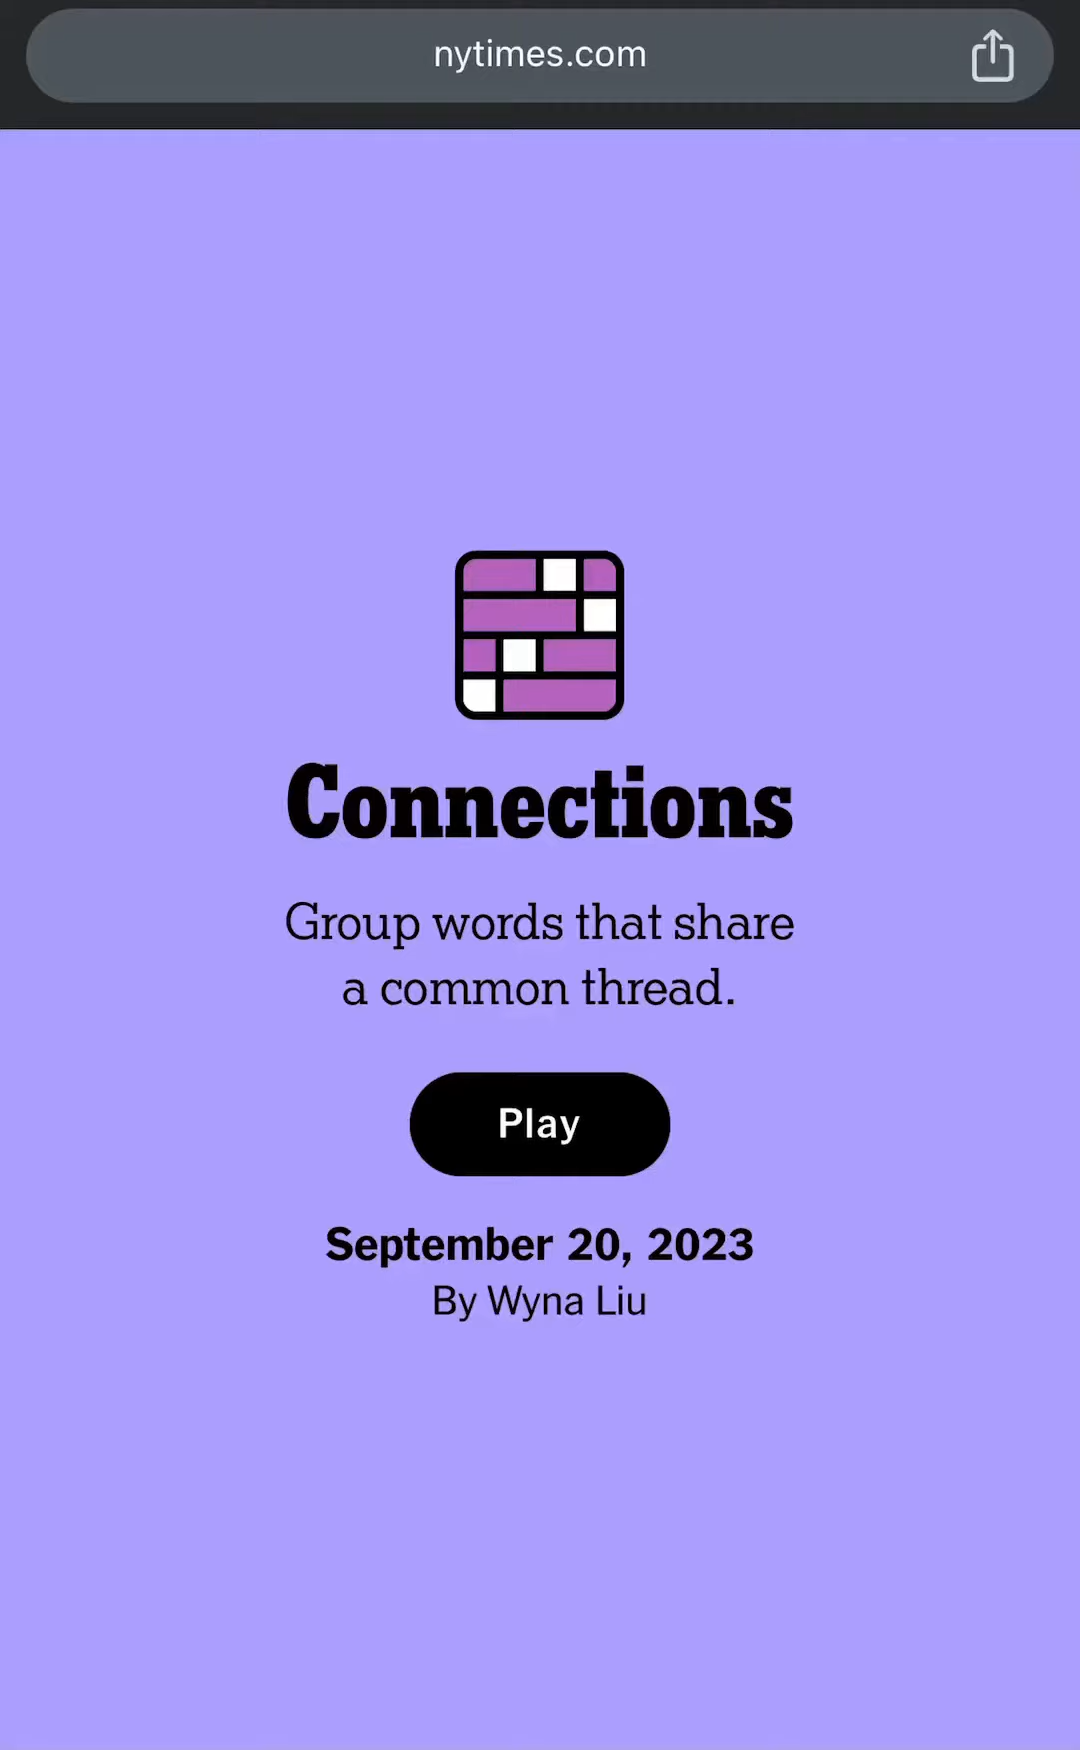 nytimes.com
Connections
Group words that share
a common thread.
Play
September 20, 2023
By Wyna Liu